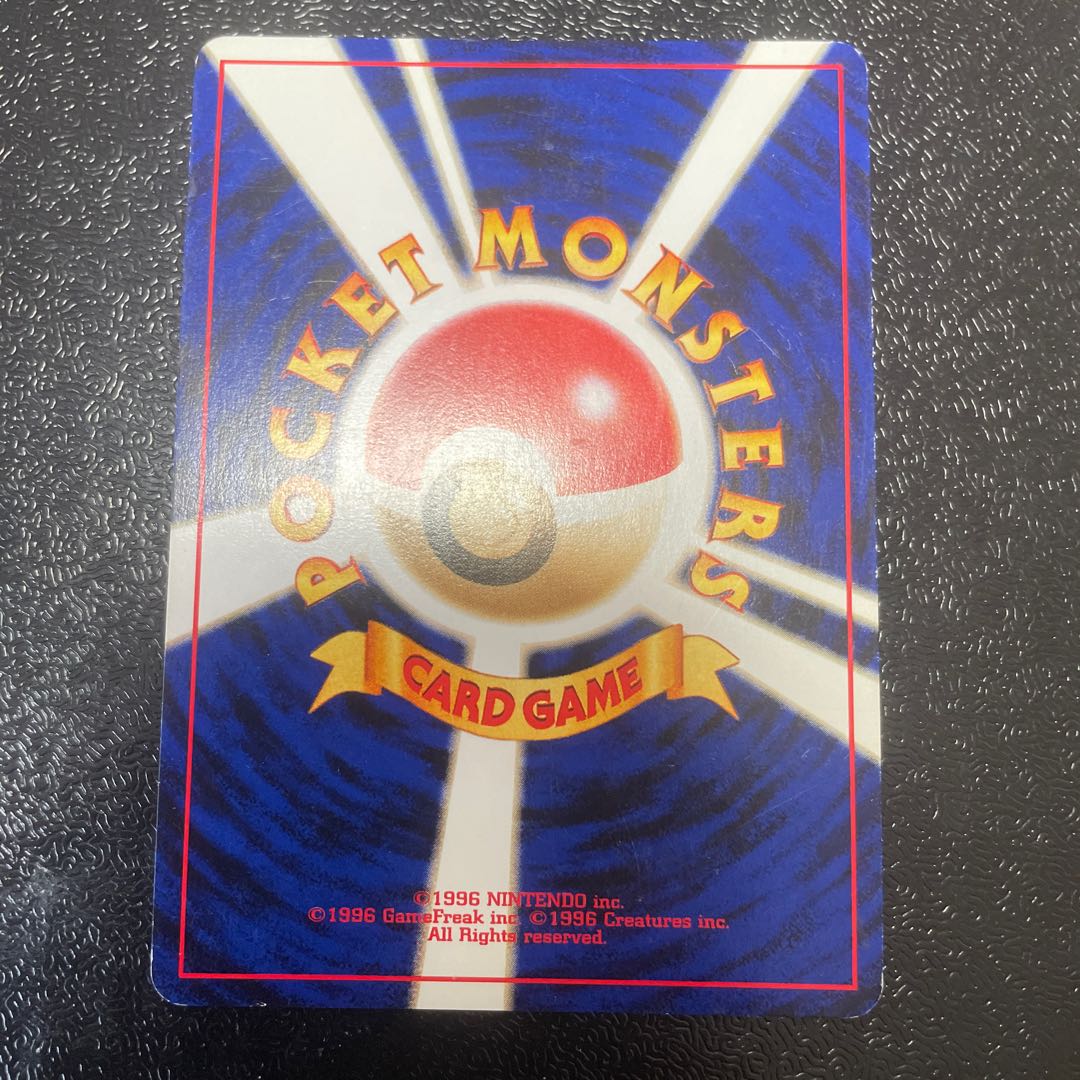 POCKET MONSTERS
CARD GAME
©1996 NINTENDO inc.
©1996 GameFreak inc. ©1996 Creatures inc.
All Rights reserved.